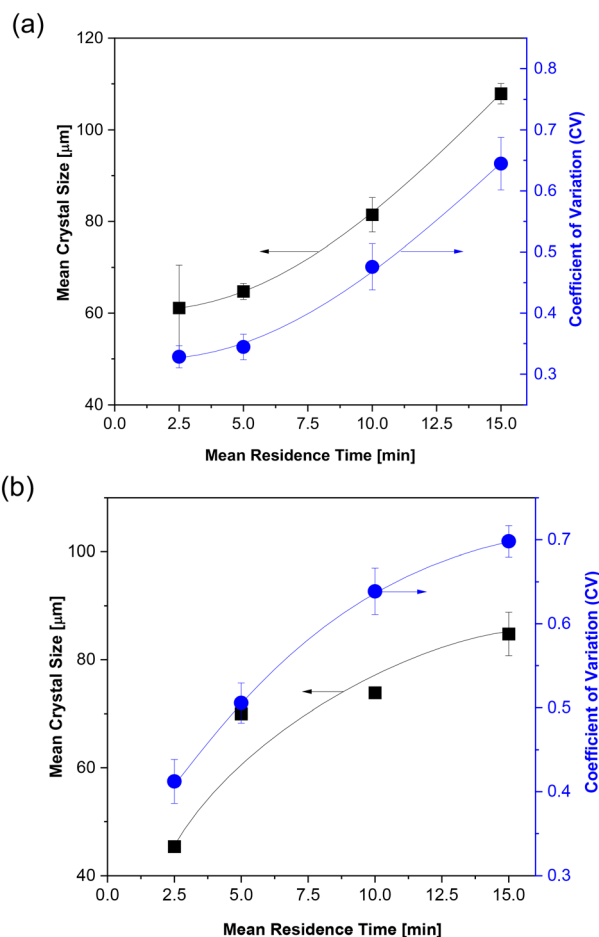 (a)
120
100
80
60
40
Mean Crystal Size [μm]
0.8
0.7
0.6
0.5
0.4
0.3
Coefficient of Variation (CV)
0.0 2.5 5.0 7.5 10.0 12.5 15.0
Mean Residence Time [min]
(b)
100
80
60
40
Mean Crystal Size [μm]
0.7
0.6
0.5
0.4
0.3
Coefficient of Variation (CV)
0.0 2.5 5.0 7.5 10.0 12.5 15.0
Mean Residence Time [min]